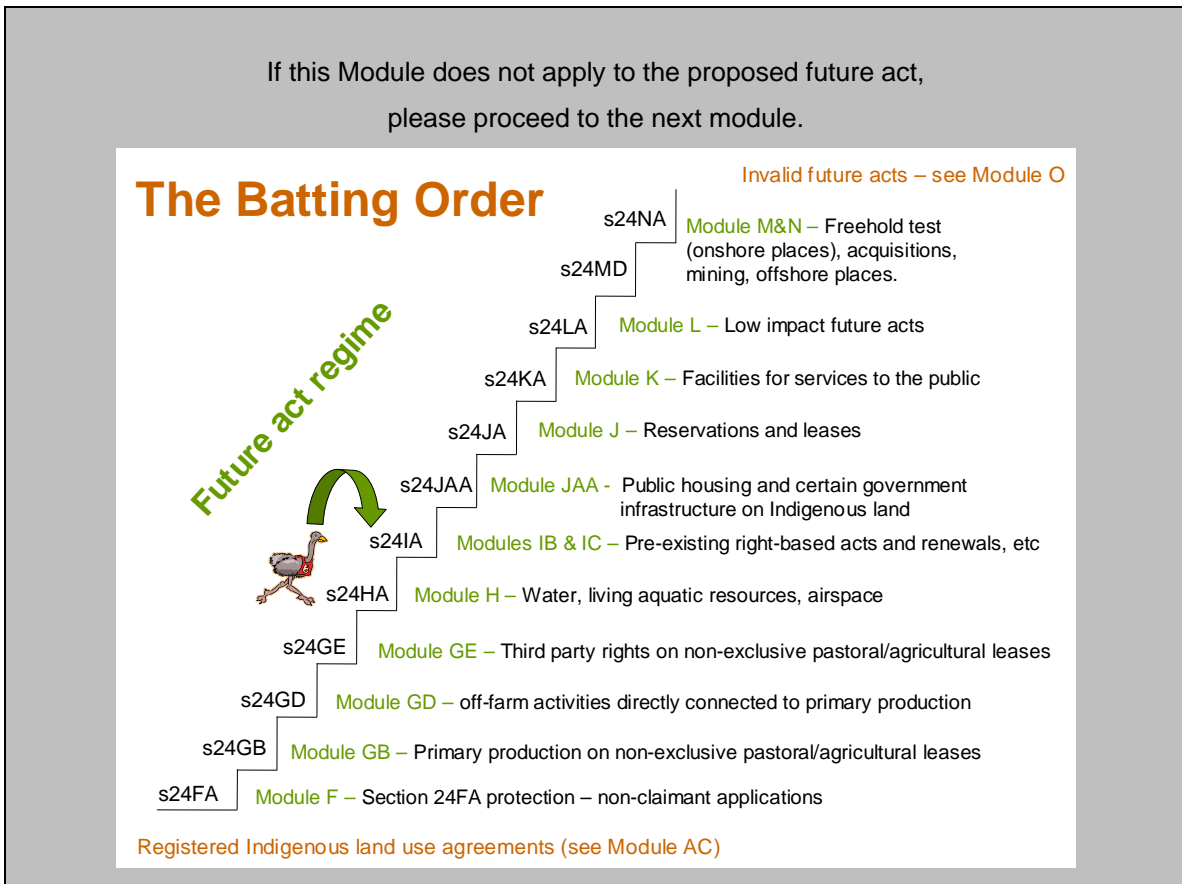 If this Module does not apply to the proposed future act,
please proceed to the next module.
The Batting Order
Invalid future acts – see Module O
s24NA
Module M&N – Freehold test
(onshore places), acquisitions,
mining, offshore places.
s24MD
s24LA
Module L – Low impact future acts
Future act regime
s24KA
Module K – Facilities for services to the public
s24JA
Module J – Reservations and leases
s24JAA
Module JAA - Public housing and certain government
infrastructure on Indigenous land
s24IA
Modules IB & IC – Pre-existing right-based acts and renewals, etc
s24HA
Module H – Water, living aquatic resources, airspace
s24GE
Module GE – Third party rights on non-exclusive pastoral/agricultural leases
s24GD
Module GD – off-farm activities directly connected to primary production
s24GB
Module GB – Primary production on non-exclusive pastoral/agricultural leases
s24FA
Module F – Section 24FA protection – non-claimant applications
Registered Indigenous land use agreements (see Module AC)